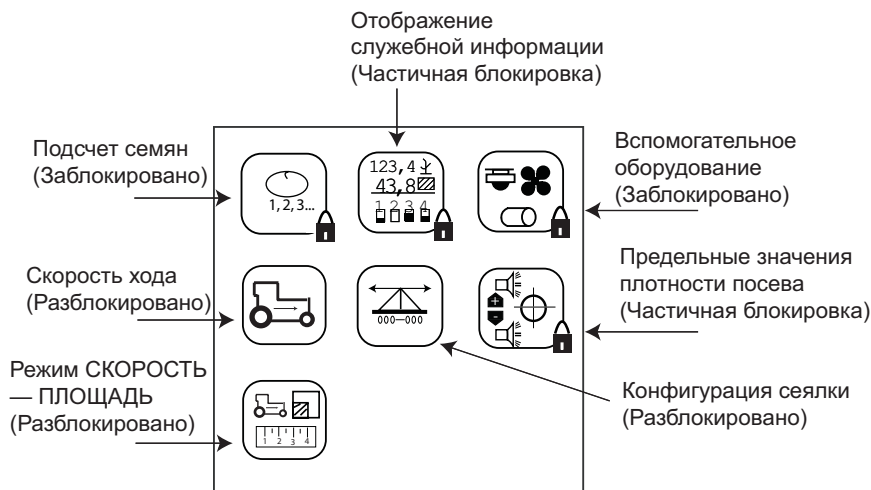 Отображение
служебной информации
(Частичная блокировка)
Подсчет семян
(Заблокировано)
Вспомогательное
оборудование
(Заблокировано)
1,2,3...
123,4
43,8
1 2 3 4
Скорость хода
(Разблокировано)
Предельные значения
плотности посева
(Частичная блокировка)
000—000
Режим СКОРОСТЬ
— ПЛОЩАДЬ
(Разблокировано)
Конфигурация сеялки
(Разблокировано)
1 2 3 4